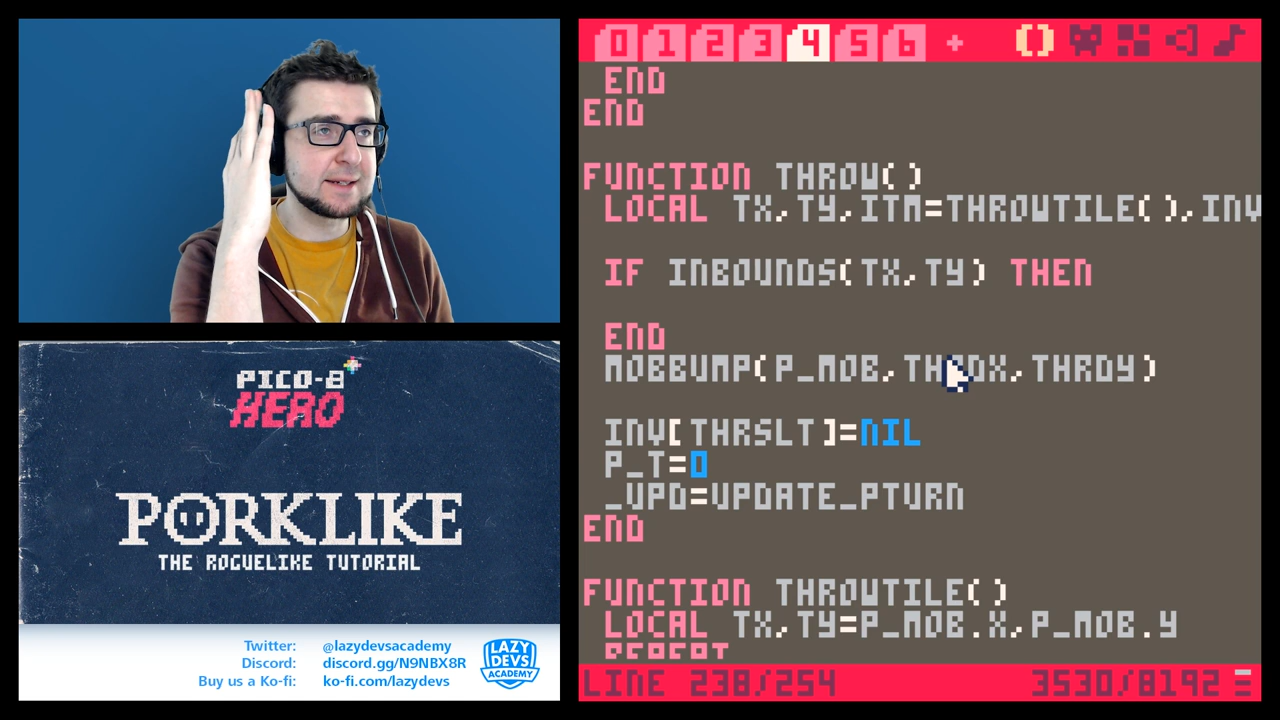 PICO-8
HERO
PORKLIKE
THE ROGUELIKE TUTORIAL
Twitter: @lazydevsacademy
Discord: discord.gg/N9NBX8R
Buy us a Ko-fi: ko-fi.com/lazydevs
LAZY
DEVS
ACADEMY
0 1 2 3 4 5 6 + ()
END
END
FUNCTION THROW()
LOCAL TX,TY,ITM=THROWTILE(),INV
IF INBOUNDS(TX,TY) THEN
END
MOBBUMP(P_MOB,THRDX,THRDY)
INV[THRSLT]=NIL
P_T=0
_UPD=UPDATE_PTURN
END
FUNCTION THROWTILE()
LOCAL TX,TY=P_MOB.X,P_MOB.Y
REPEAT
LINE 238/254 3530/8192